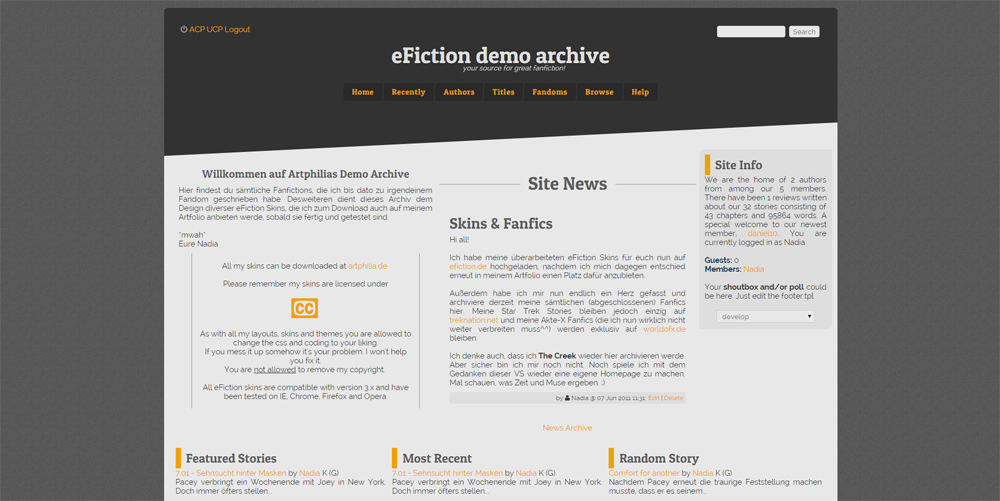 ACP UCP Logout
Search
eFiction demo archive
your source for great fanfiction!
Home Recently Authors Titles Fandoms Browse Help
Willkommen auf Artphilias Demo Archive
Hier findest du sämtliche Fanfictions, die ich bis dato zu irgendeinem
Fandom geschrieben habe. Desweiteren dient dieses Archiv dem
Design diverser eFiction Skins, die ich zum Download auch auf meinem
Artfolio anbieten werde, sobald sie fertig und getestet sind.
*mwah*
Eure Nadia
All my skins can be downloaded at artphilia.de
Please remember my skins are licensed under
CC
As with all my layouts, skins and themes you are allowed to
change the css and coding to your liking.
If you mess it up somehow it's your problem. I won't help
you fix it.
You are not allowed to remove my copyright.
All eFiction skins are compatible with version 3.x and have
been tested on IE, Chrome, Firefox and Opera.
Site News
Skins & Fanfics
Hi all!
Ich habe meine überarbeiteten eFiction Skins für euch nun auf
efiction.de hochgeladen, nachdem ich mich dagegen entschied
erneut in meinem Artfolio einen Platz dafür anzubieten.
Außerdem habe ich mir nun endlich ein Herz gefasst und
archiviere derzeit meine sämtlichen (abgeschlossenen) Fanfics
hier. Meine Star Trek Stories bleiben jedoch einzig auf
treknation.net und meine Akte-X Fanfics (die ich nun wirklich nicht
weiter verbreiten muss^^) werden exklusiv auf worldofx.de
bleiben.
Ich denke auch, dass ich The Creek wieder hier archivieren werde.
Aber sicher bin ich mir noch nicht. Noch spiele ich mit dem
Gedanken dieser VS wieder eine eigene Homepage zu machen.
Mal schauen, was Zeit und Muse ergeben. ;)
by Nadia @ 07 Jun 2011 11:31 Edit | Delete
News Archive
Site Info
We are the home of 2 authors
from among our 5 members.
There have been 1 reviews written
about our 32 stories consisting of
43 chapters and 95864 words. A
special welcome to our newest
member, daniel10. You are
currently logged in as Nadia.
Guests: 0
Members: Nadia
Your shoutbox and/or poll could
be here. Just edit the footer.tpl
develop
Featured Stories
7.01 - Sehnsucht hinter Masken by Nadia K (G)
Pacey verbringt ein Wochenende mit Joey in New York.
Doch immer öfters stellen...
Most Recent
7.01 - Sehnsucht hinter Masken by Nadia K (G)
Pacey verbringt ein Wochenende mit Joey in New York.
Doch immer öfters stellen...
Random Story
Comfort for another by Nadia K (G)
Nachdem Pacey erneut die traurige Feststellung machen
musste, dass er es seinem...